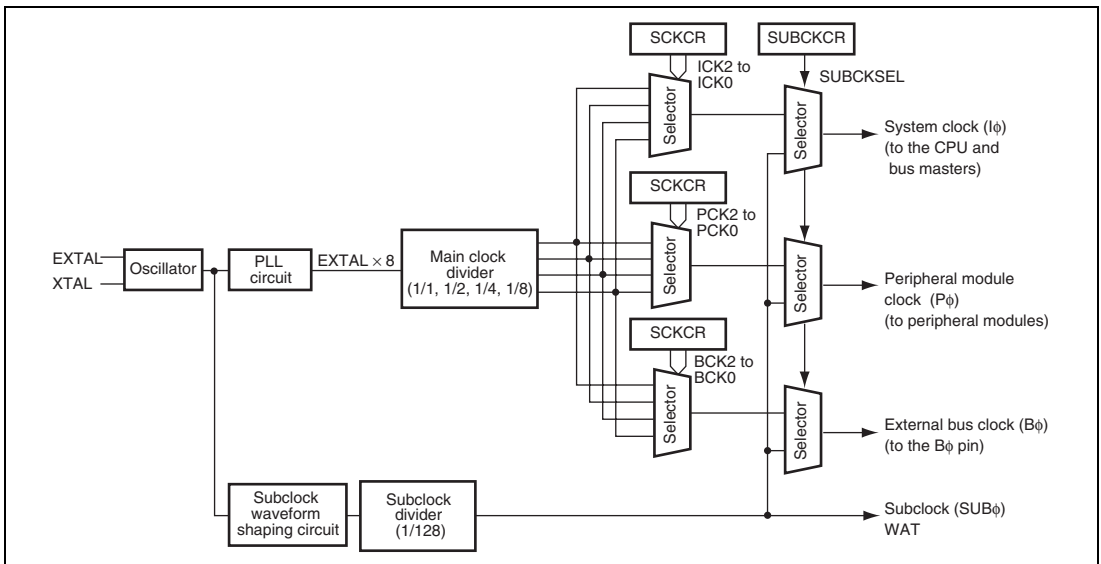 SCKCR
SUBCKCR
ICK2 to
ICK0
SUBCKSEL
Selector
Selector
System clock (Iϕ)
(to the CPU and
bus masters)
SCKCR
PCK2 to
PCK0
EXTAL
XTAL
Oscillator
PLL
circuit
EXTAL × 8
Main clock
divider
(1/1, 1/2, 1/4, 1/8)
Selector
Selector
Peripheral module
clock (Pϕ)
(to peripheral modules)
SCKCR
BCK2 to
BCK0
Selector
Selector
External bus clock (Bϕ)
(to the Bϕ pin)
Subclock
waveform
shaping circuit
Subclock
divider
(1/128)
Subclock (SUBϕ)
WAT